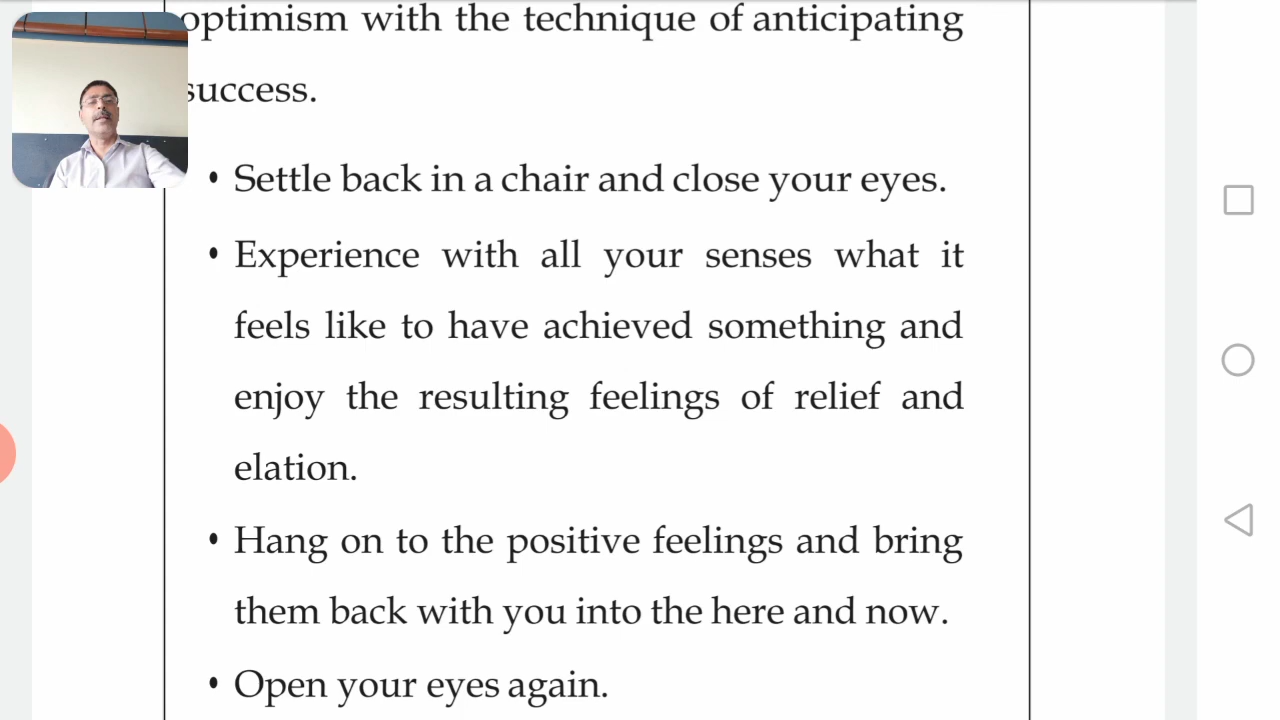 optimism with the technique of anticipating
success.
• Settle back in a chair and close your eyes.
• Experience with all your senses what it
feels like to have achieved something and
enjoy the resulting feelings of relief and
elation.
• Hang on to the positive feelings and bring
them back with you into the here and now.
• Open your eyes again.